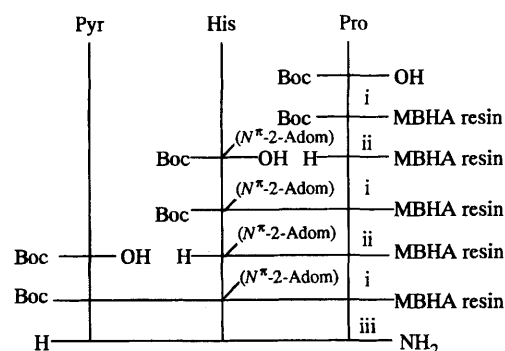 Pyr His Pro
Boc OH
i
Boc MBHA resin
(Nπ-2-Adom) ii
Boc OH H MBHA resin
(Nπ-2-Adom) i
Boc MBHA resin
(Nπ-2-Adom) ii
Boc OH H MBHA resin
(Nπ-2-Adom) i
Boc MBHA resin
iii
H NH2